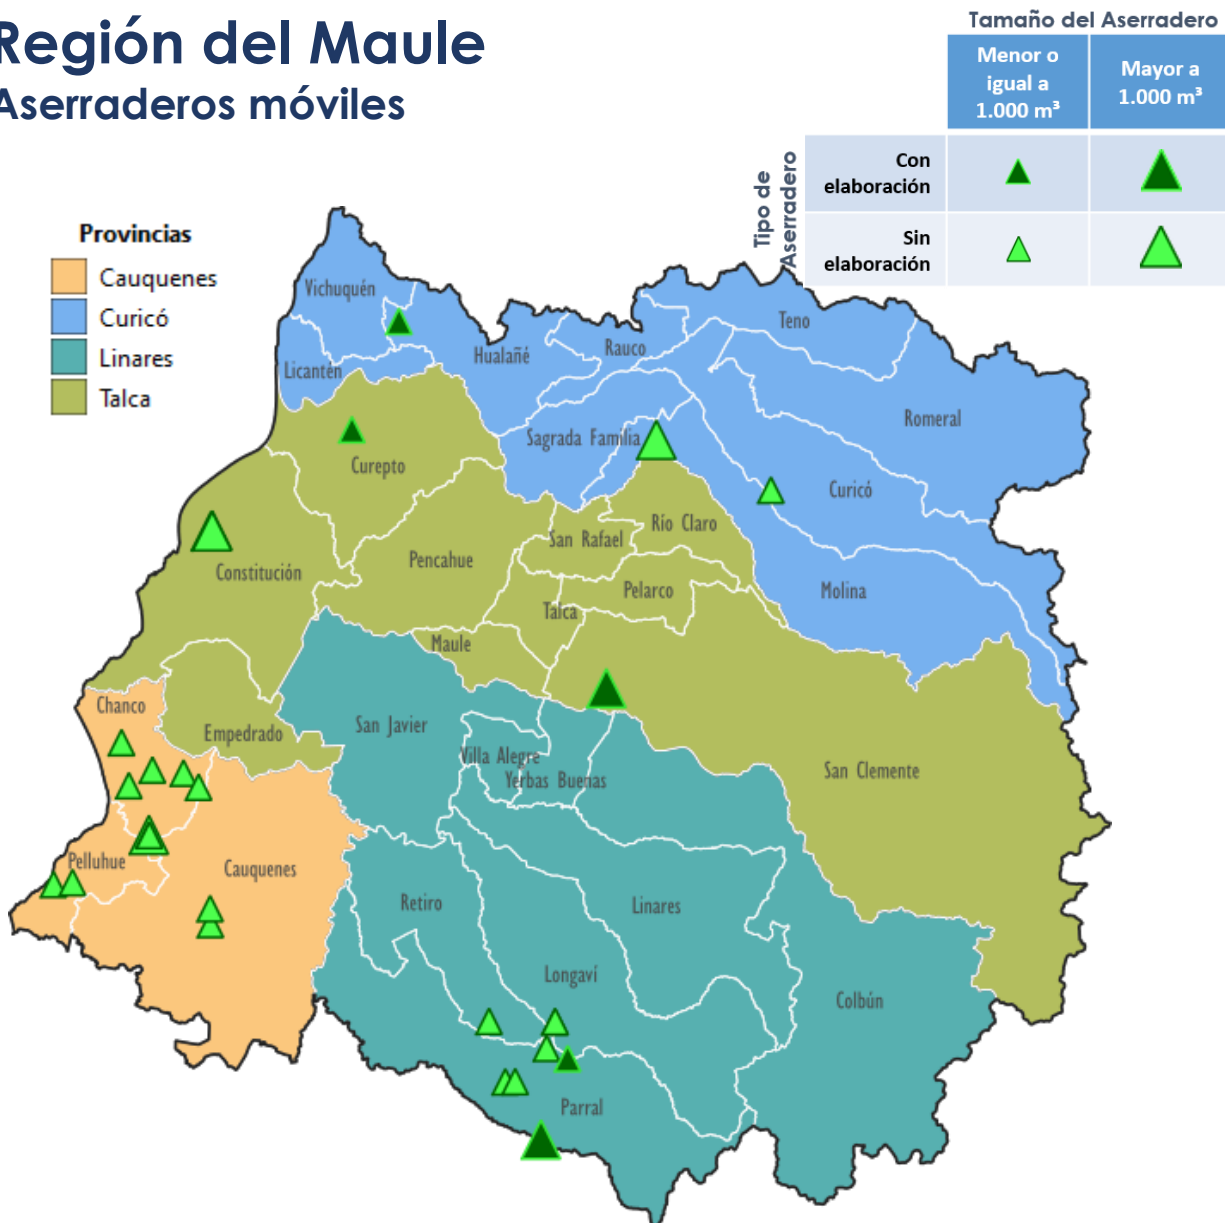 Región del Maule
Aserraderos móviles
Tamaño del Aserradero
Menor o
igual a
1.000 m³
Mayor a
1.000 m³
Tipo de
Aserradero
Con
elaboración
Sin
elaboración
Provincias
Cauquenes
Curicó
Linares
Talca
Vichuquén
Teno
Rauco
Hualañé
Licantén
Romeral
Sagrada Familia
Curepto
Curicó
Río Claro
San Rafael
Pencahue
Constitución
Pelarco
Molina
Talca
Maule
Chanco
San Javier
Empedrado
Villa Alegre
San Clemente
Yerbas Buenas
Pelluhue
Cauquenes
Retiro
Linares
Longaví
Colbún
Parral